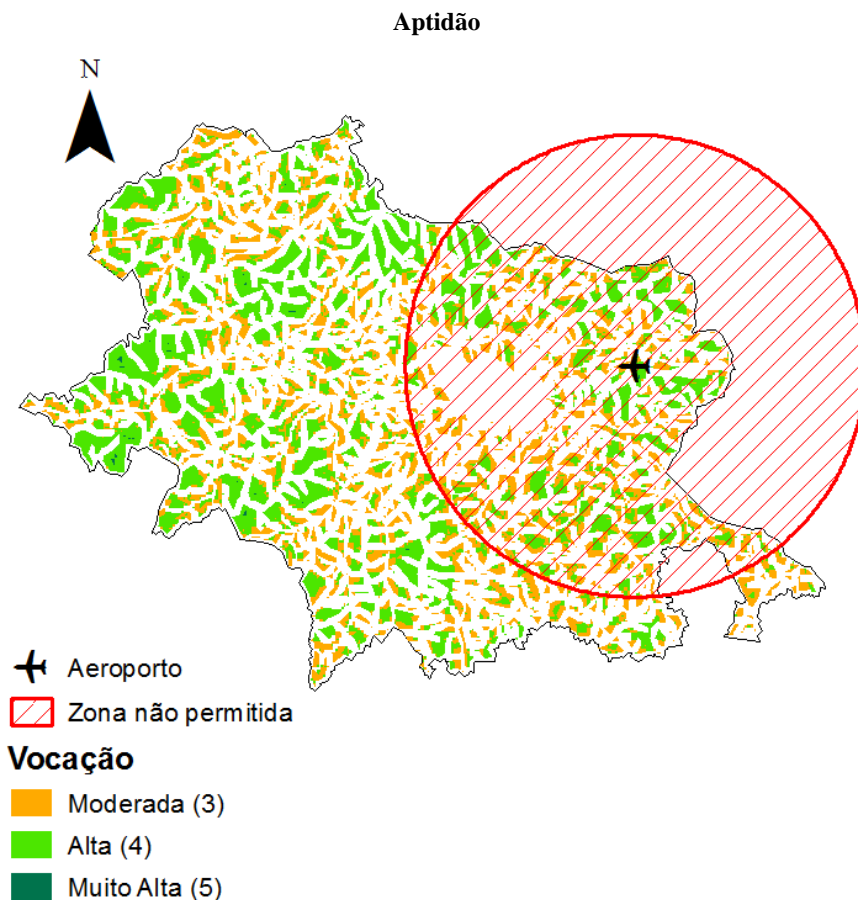 Aptidão
N
Aeroporto
Zona não permitida
Vocação
Moderada (3)
Alta (4)
Muito Alta (5)